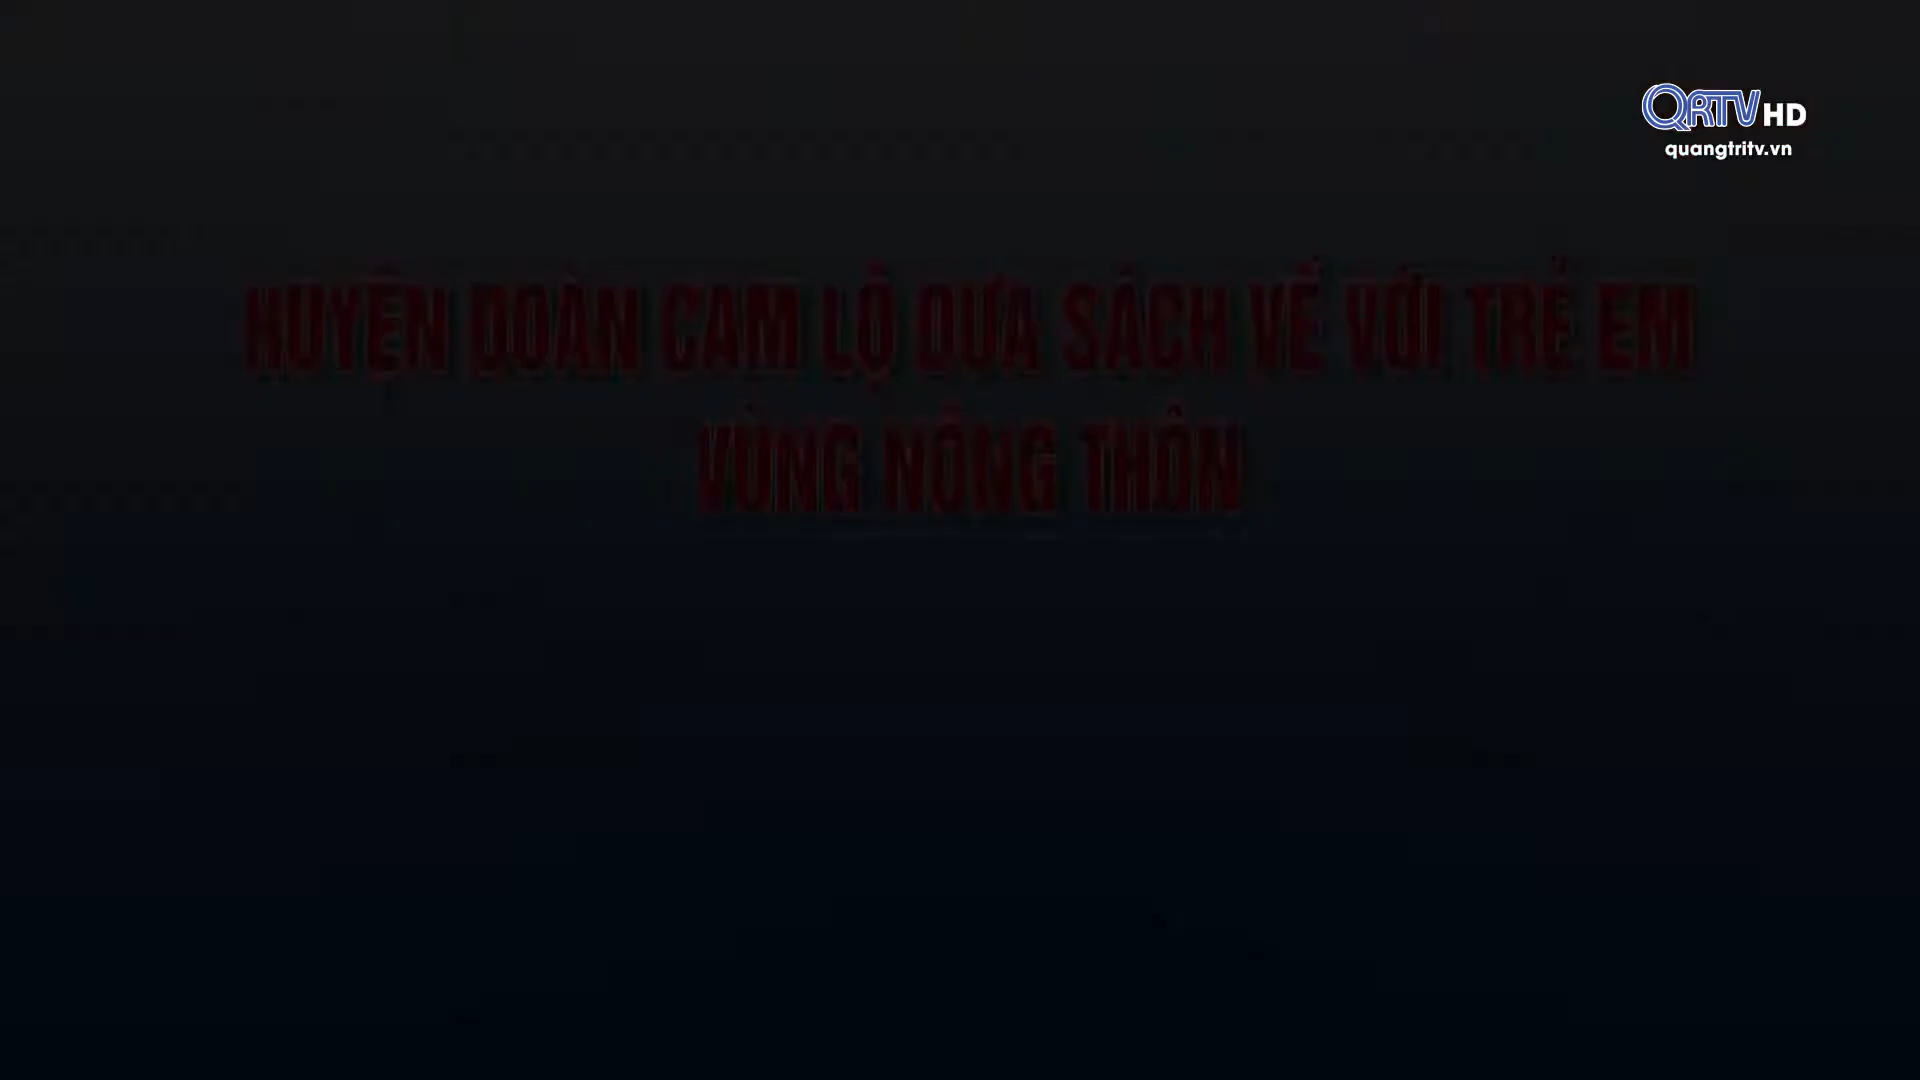 QRTV HD
quangtritv.vn
HUYỆN ĐOÀN CAM LỘ ĐƯA SÁCH VỀ VỚI TRẺ EM
VÙNG NÔNG THÔN